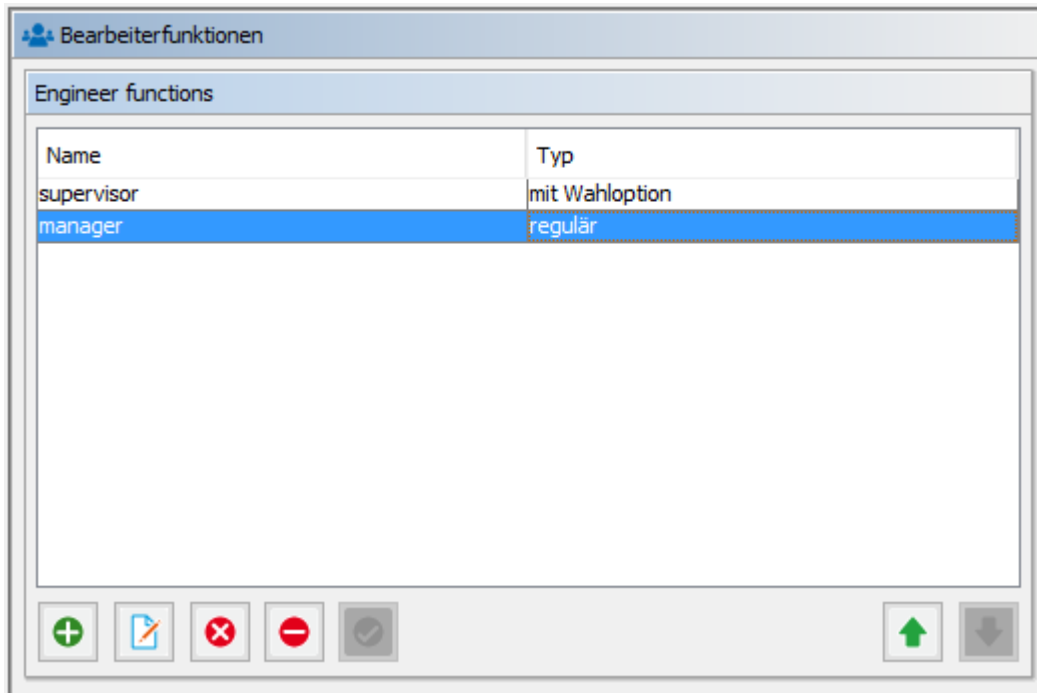 Bearbeiterfunktionen
Engineer functions
Name Typ
supervisor mit Wahloption
manager regulär